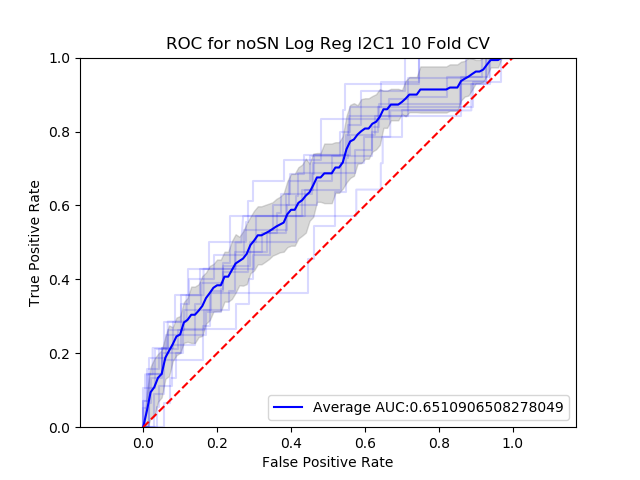 ROC for noSN Log Reg l2C1 10 Fold CV
True Positive Rate
1.0
0.8
0.6
0.4
0.2
0.0
Average AUC:0.6510906508278049
0.0 0.2 0.4 0.6 0.8 1.0
False Positive Rate